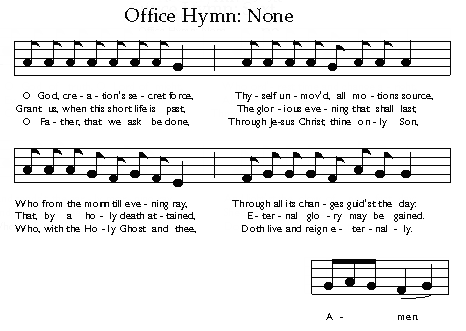 Office Hymn: None
O God, cre-a-tion's se-cret force, Thy-self un-mov'd, all mo-tions source,
Grant us, when this short life is past, The glor-ious eve-ning that shall last,
O Fa-ther, that we ask be done, Through Je-sus Christ, thine on-ly Son,
Who from the morn till eve-ning ray, Through all its chan-ges guid'st the day:
That, by a ho-ly death at-tained, E-ter-nal glo-ry may be gained.
Who, with the Ho-ly Ghost and thee, Doth live and reign e-ter-nal-ly.
A-men.